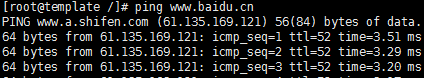 [root@template /]# ping www.baidu.cn
PING www.a.shifen.com (61.135.169.121) 56(84) bytes of data.
64 bytes from 61.135.169.121: icmp_seq=1 ttl=52 time=3.51 ms
64 bytes from 61.135.169.121: icmp_seq=2 ttl=52 time=3.29 ms
64 bytes from 61.135.169.121: icmp_seq=3 ttl=52 time=3.20 ms